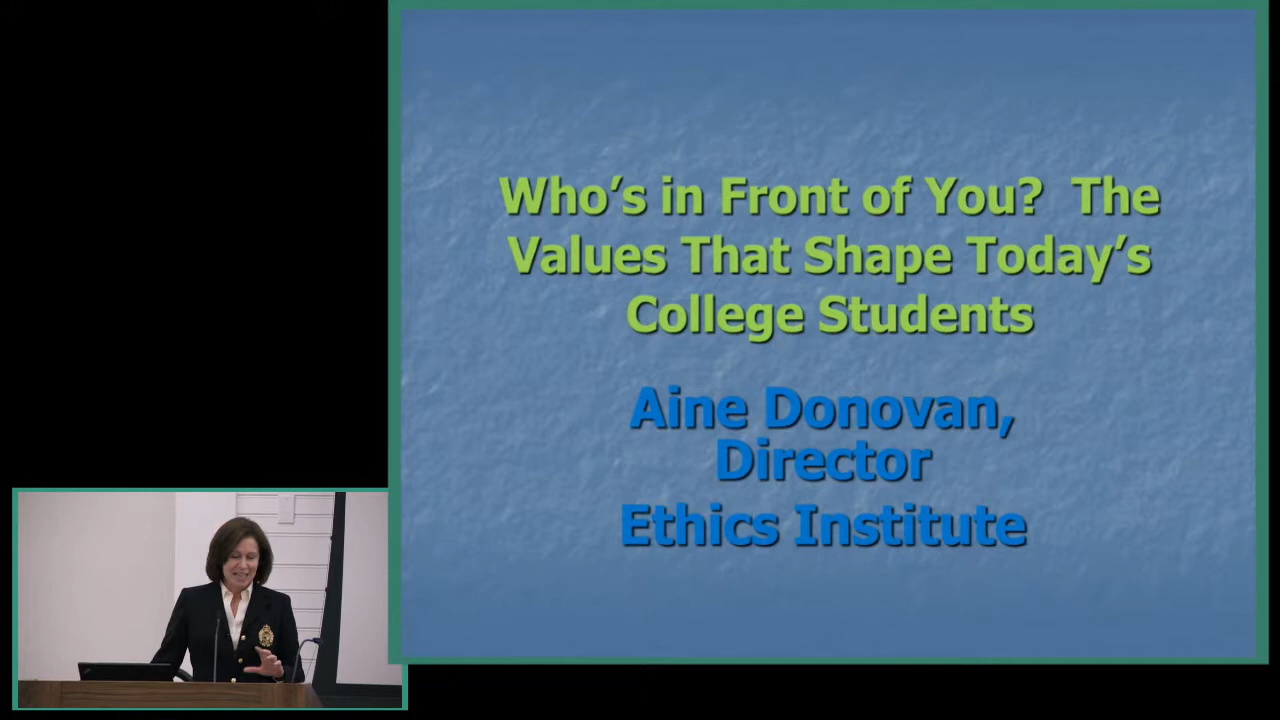 Who’s in Front of You?  The
Values That Shape Today’s
College Students
Aine Donovan,
Director
Ethics Institute